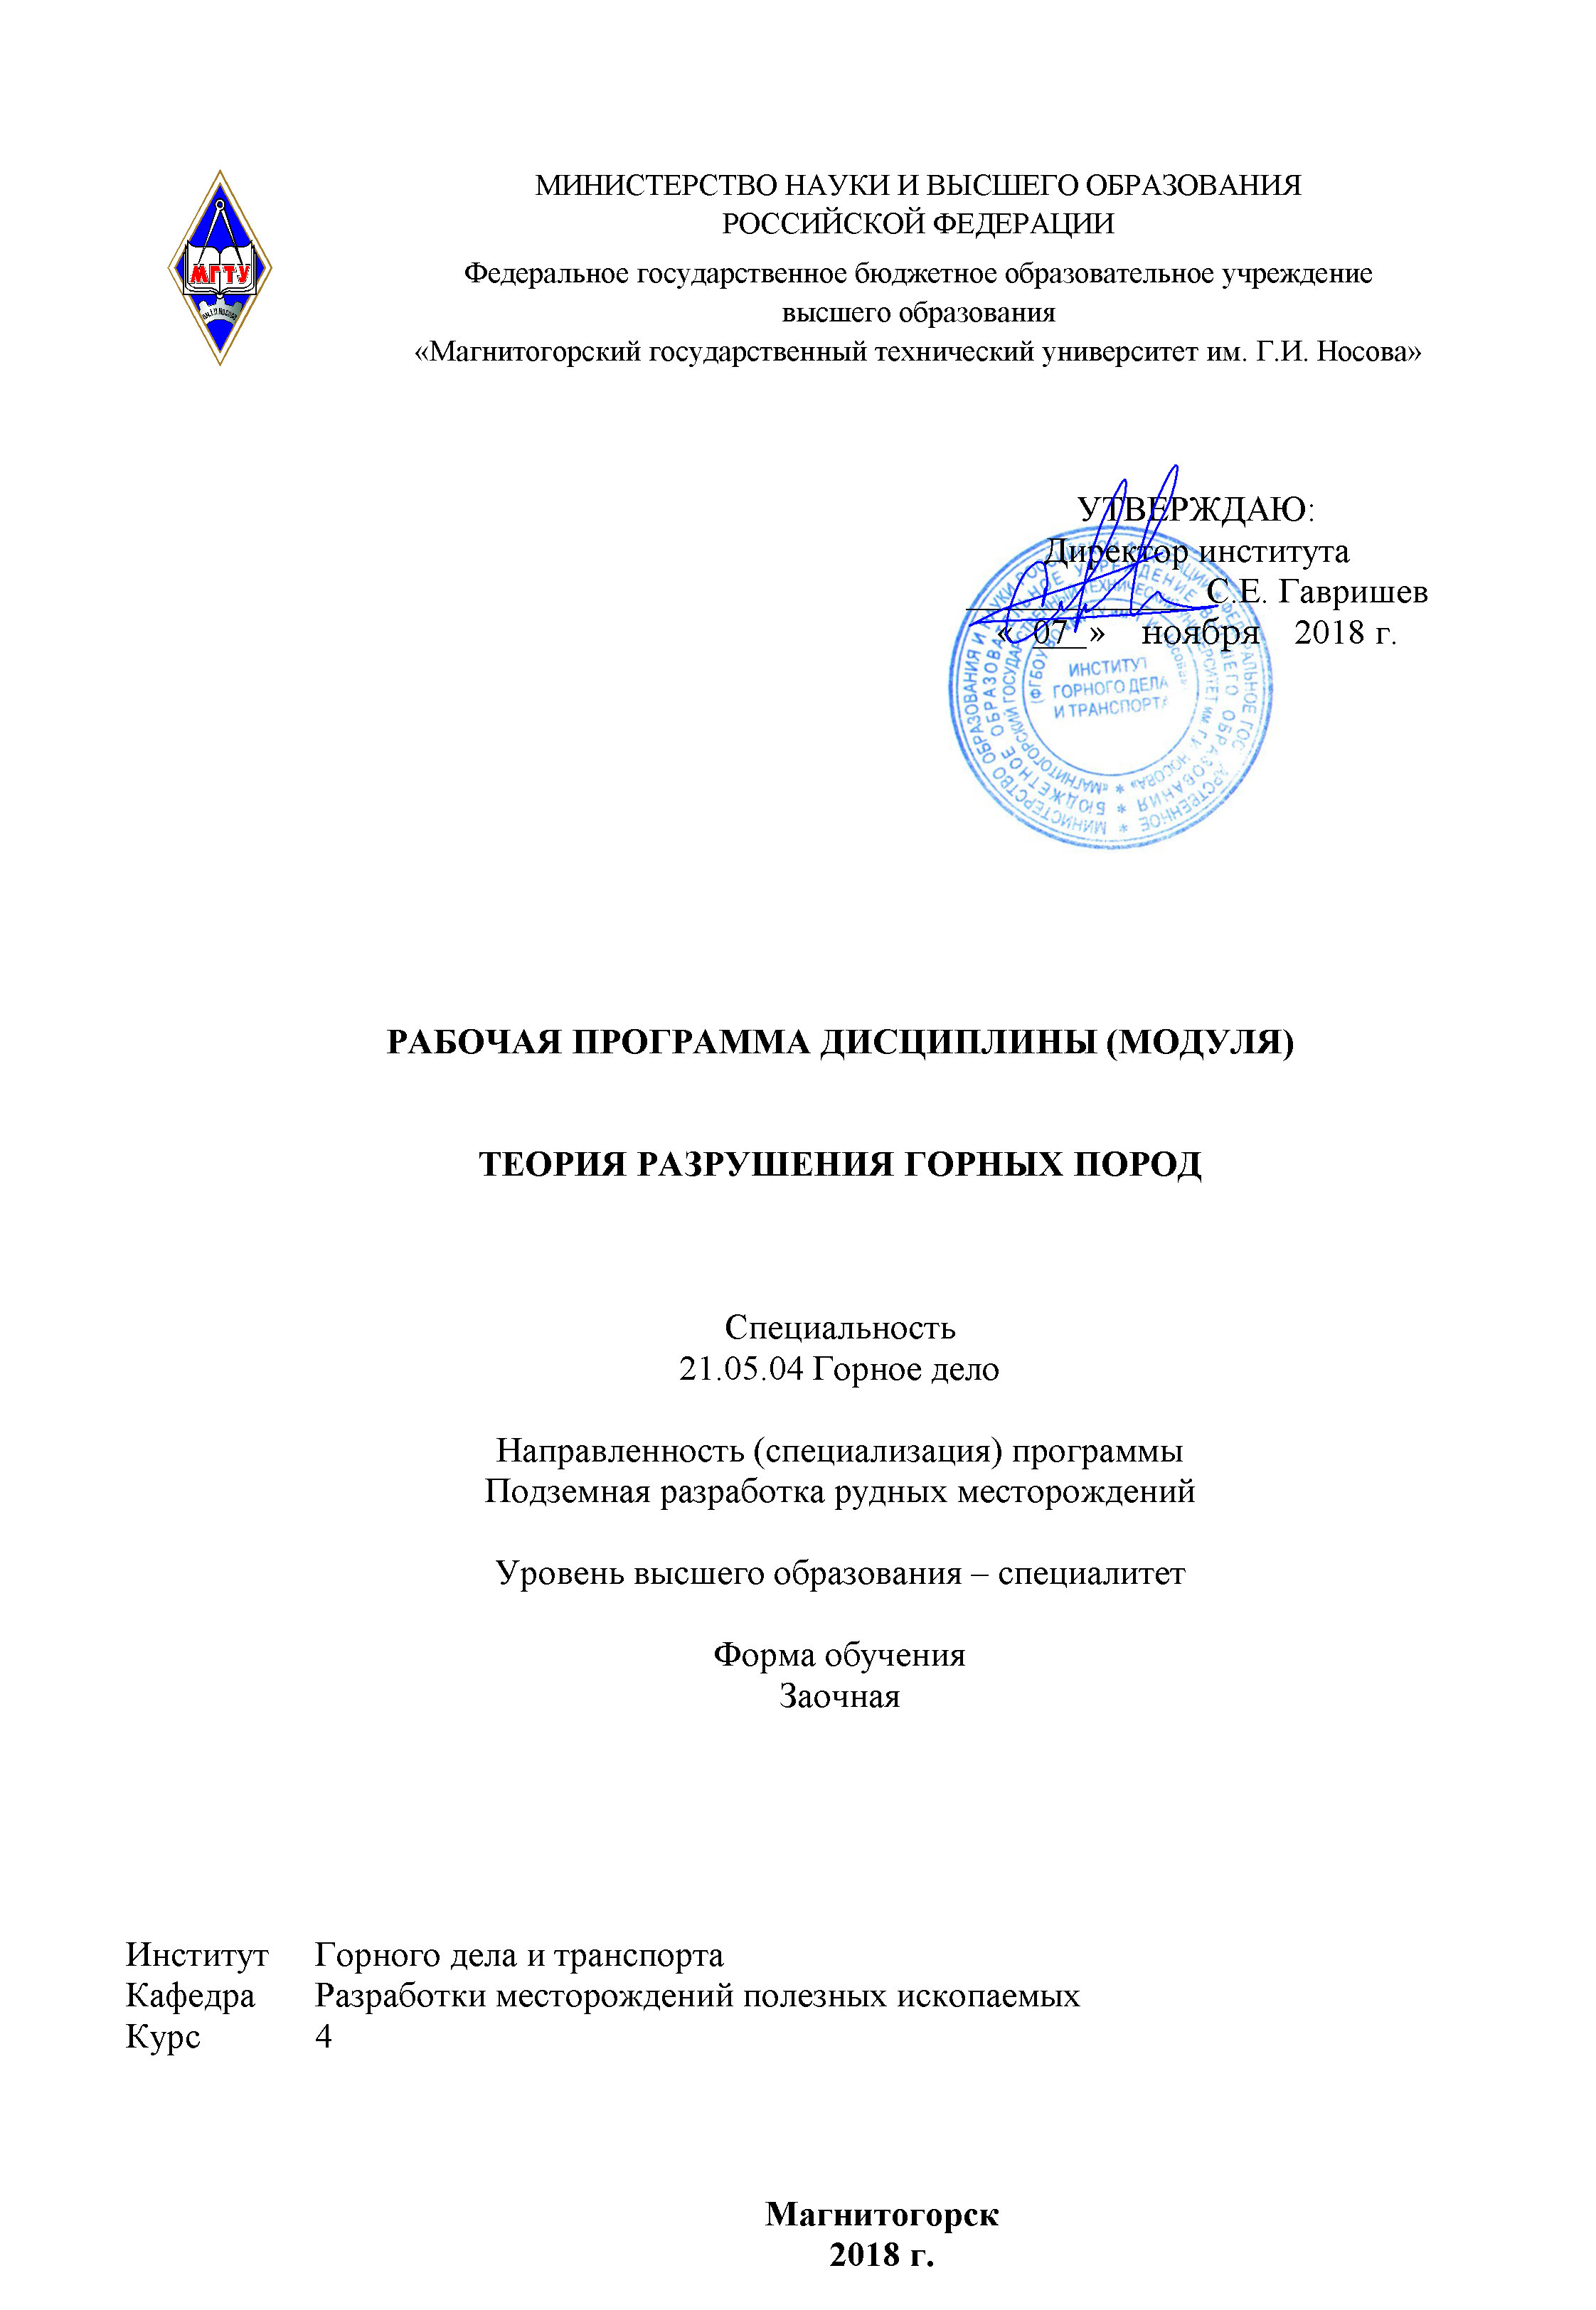 МИНИСТЕРСТВО НАУКИ И ВЫСШЕГО ОБРАЗОВАНИЯ
РОССИЙСКОЙ ФЕДЕРАЦИИ
Федеральное государственное бюджетное образовательное учреждение
высшего образования
«Магнитогорский государственный технический университет им. Г.И. Носова»
МГТУ
УТВЕРЖДАЮ:
Директор института
С.Е. Гавришев
« 07 » ноября 2018 г.
ИНСТИТУТ
ГОРНОГО ДЕЛА
И ТРАНСПОРТА
РАБОЧАЯ ПРОГРАММА ДИСЦИПЛИНЫ (МОДУЛЯ)
ТЕОРИЯ РАЗРУШЕНИЯ ГОРНЫХ ПОРОД
Специальность
21.05.04 Горное дело
Направленность (специализация) программы
Подземная разработка рудных месторождений
Уровень высшего образования – специалитет
Форма обучения
Заочная
Институт Горного дела и транспорта
Кафедра Разработки месторождений полезных ископаемых
Курс 4
Магнитогорск
2018 г.